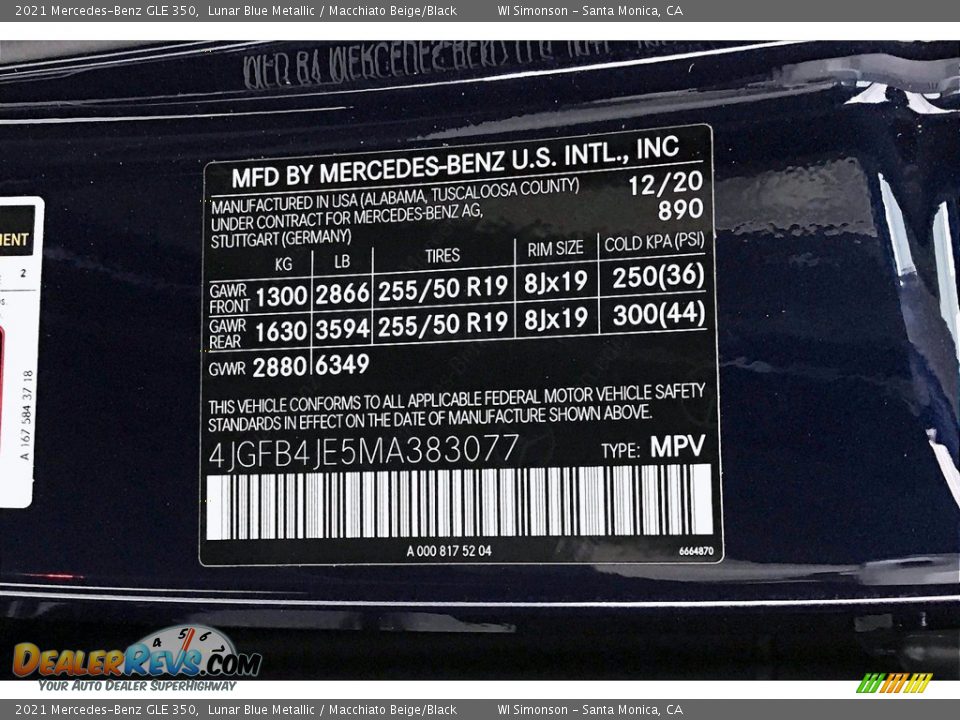 2021 Mercedes-Benz GLE 350, Lunar Blue Metallic / Macchiato Beige/Black WI Simonson - Santa Monica, CA
MFD BY MERCEDES-BENZ U.S. INTL., INC
MANUFACTURED IN USA (ALABAMA, TUSCALOOSA COUNTY) 12/20
UNDER CONTRACT FOR MERCEDES-BENZ AG, 890
STUTTGART (GERMANY)
KG LB TIRES RIM SIZE COLD KPA (PSI)
GAWR FRONT 1300 2866 255/50 R19 8Jx19 250(36)
GAWR REAR 1630 3594 255/50 R19 8Jx19 300(44)
GVWR 2880 6349
THIS VEHICLE CONFORMS TO ALL APPLICABLE FEDERAL MOTOR VEHICLE SAFETY
STANDARDS IN EFFECT ON THE DATE OF MANUFACTURE SHOWN ABOVE.
4JGFB4JE5MA383077 TYPE: MPV
A 000 817 52 04 6664870
2
A 167 584 37 18
4 5 6
DEALERREVS.COM
YOUR AUTO DEALER SUPERHIGHWAY
2021 Mercedes-Benz GLE 350, Lunar Blue Metallic / Macchiato Beige/Black WI Simonson - Santa Monica, CA